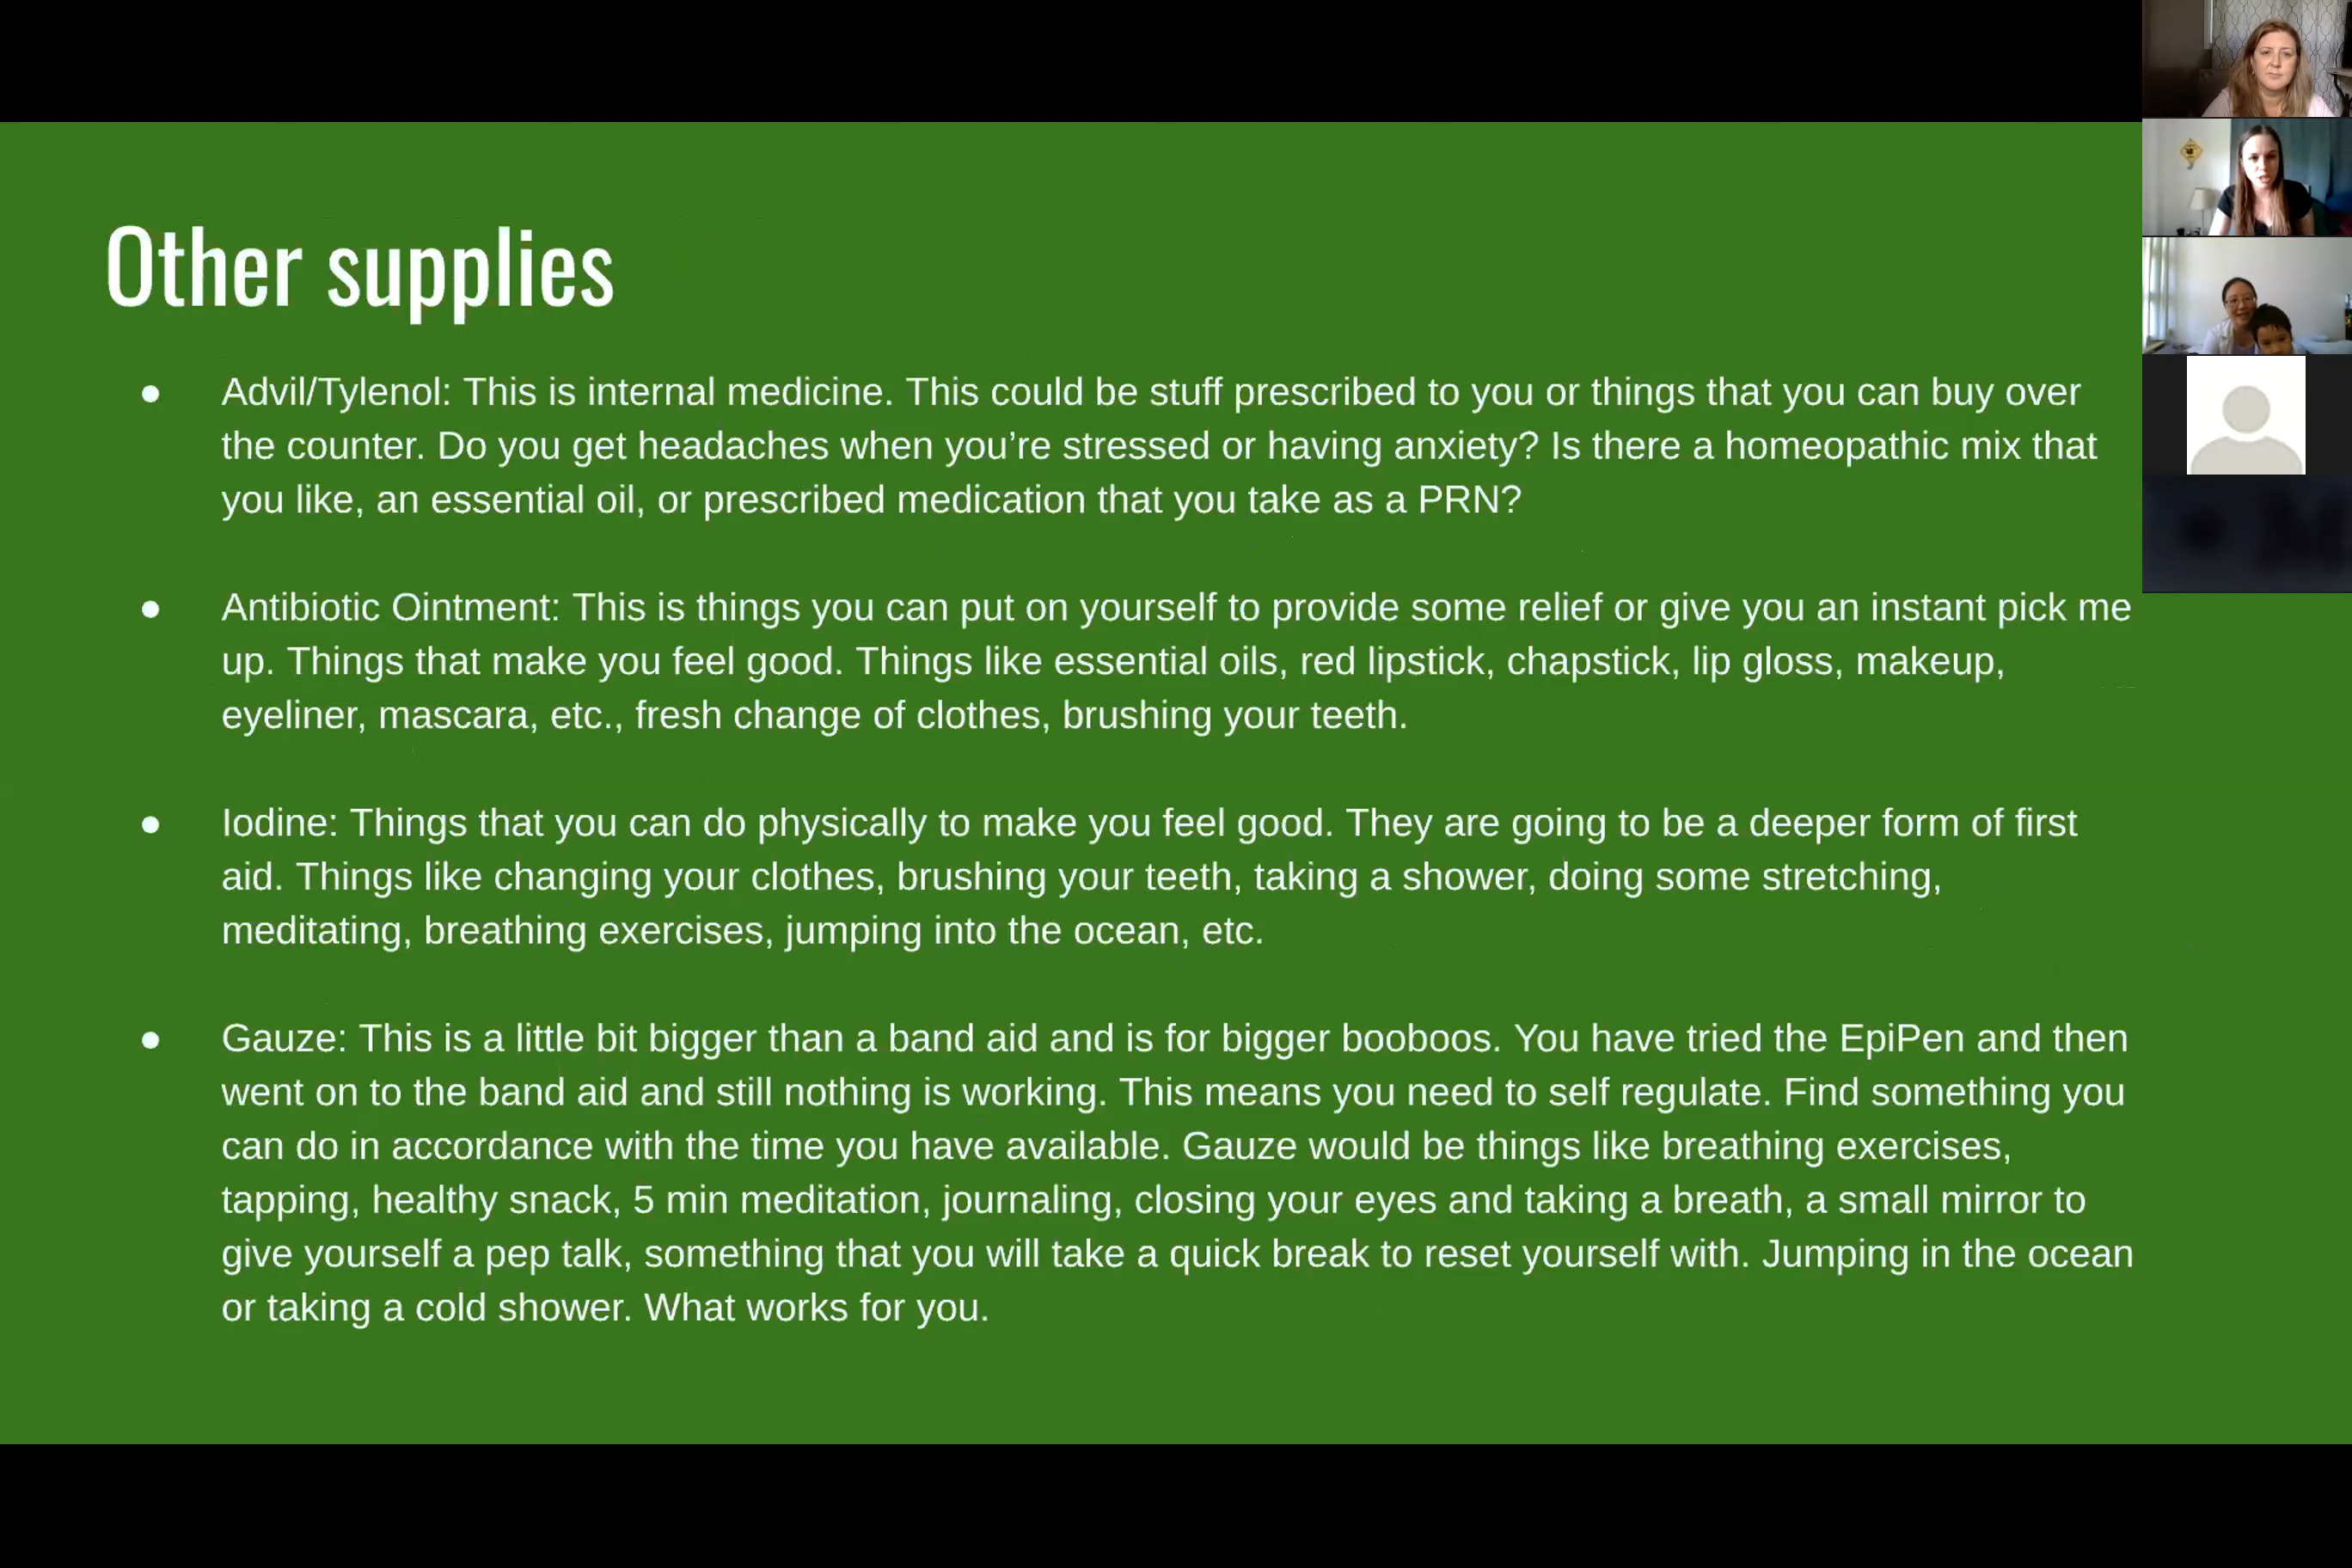 Other supplies
● Advil/Tylenol: This is internal medicine. This could be stuff prescribed to you or things that you can buy over
the counter. Do you get headaches when you’re stressed or having anxiety? Is there a homeopathic mix that
you like, an essential oil, or prescribed medication that you take as a PRN?
● Antibiotic Ointment: This is things you can put on yourself to provide some relief or give you an instant pick me
up. Things that make you feel good. Things like essential oils, red lipstick, chapstick, lip gloss, makeup,
eyeliner, mascara, etc., fresh change of clothes, brushing your teeth.
● Iodine: Things that you can do physically to make you feel good. They are going to be a deeper form of first
aid. Things like changing your clothes, brushing your teeth, taking a shower, doing some stretching,
meditating, breathing exercises, jumping into the ocean, etc.
● Gauze: This is a little bit bigger than a band aid and is for bigger booboos. You have tried the EpiPen and then
went on to the band aid and still nothing is working. This means you need to self regulate. Find something you
can do in accordance with the time you have available. Gauze would be things like breathing exercises,
tapping, healthy snack, 5 min meditation, journaling, closing your eyes and taking a breath, a small mirror to
give yourself a pep talk, something that you will take a quick break to reset yourself with. Jumping in the ocean
or taking a cold shower. What works for you.